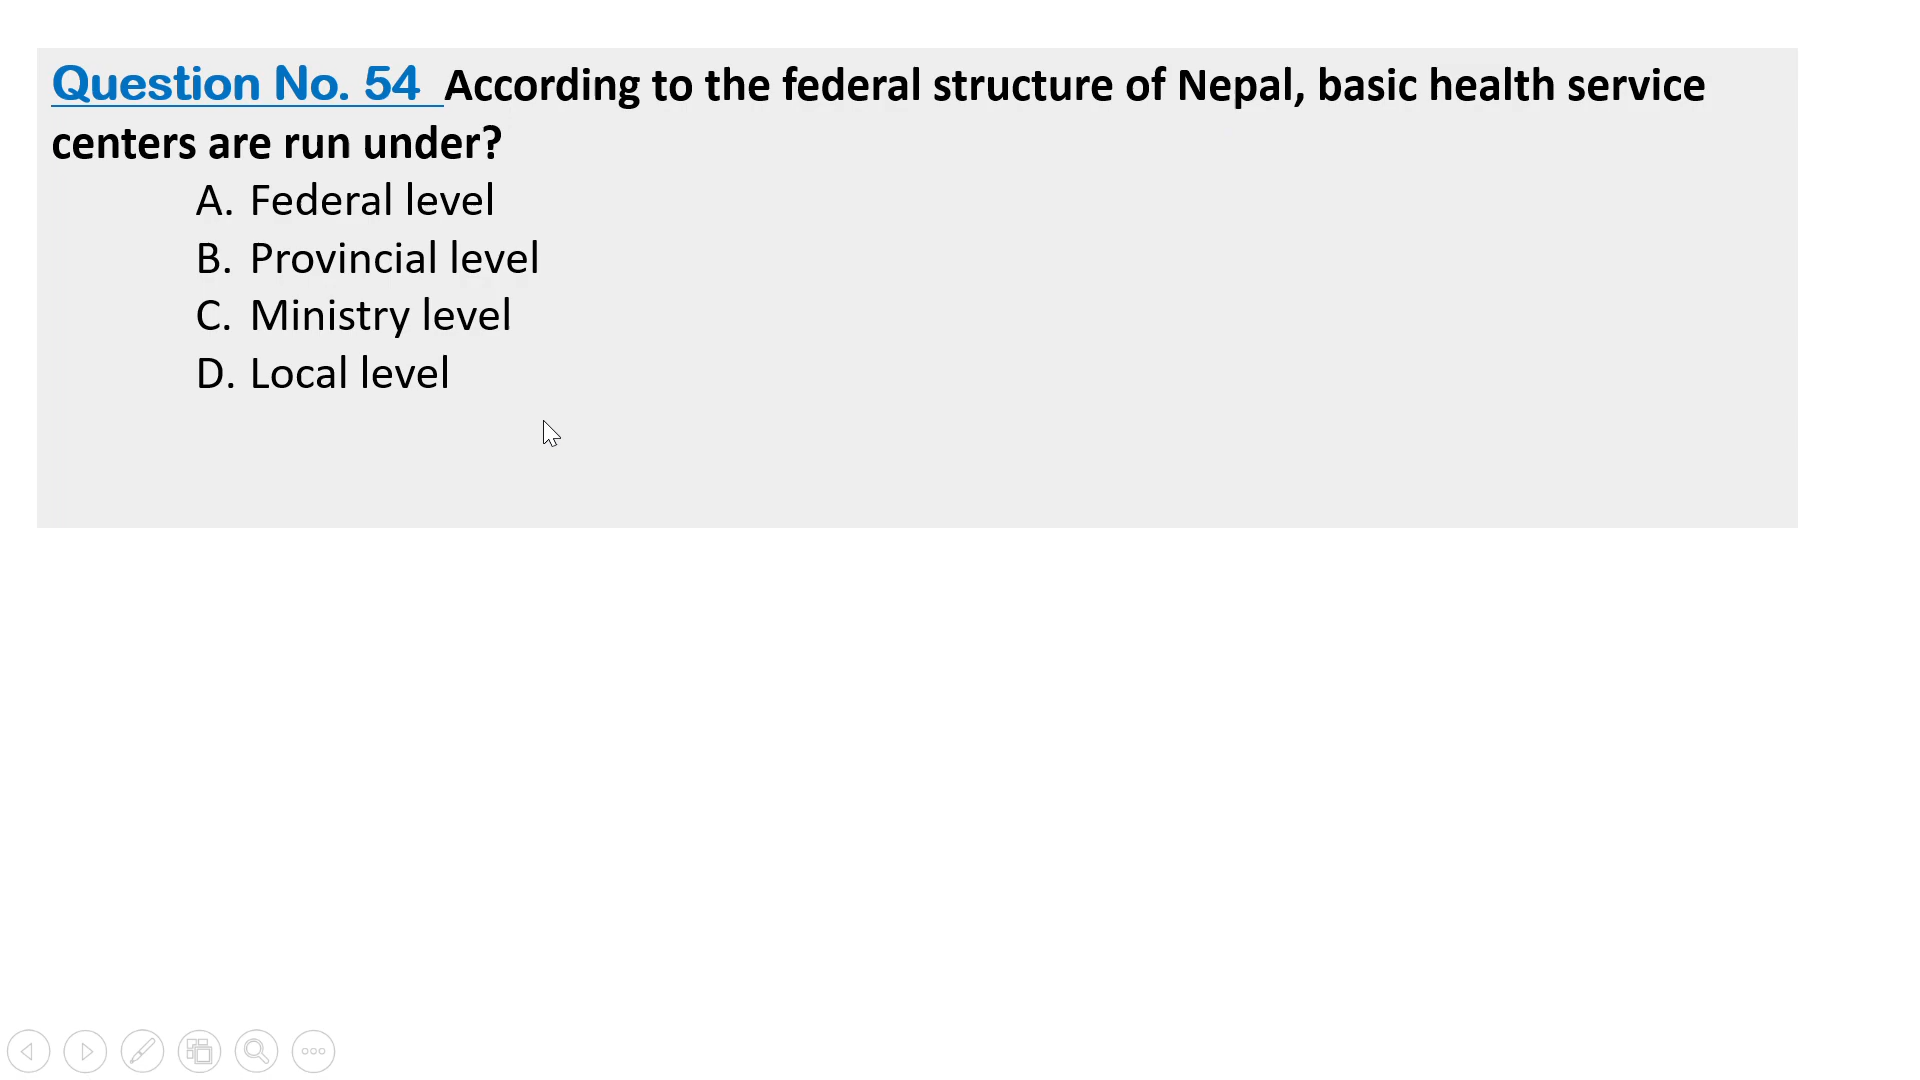 Question No. 54 According to the federal structure of Nepal, basic health service
centers are run under?
A. Federal level
B. Provincial level
C. Ministry level
D. Local level